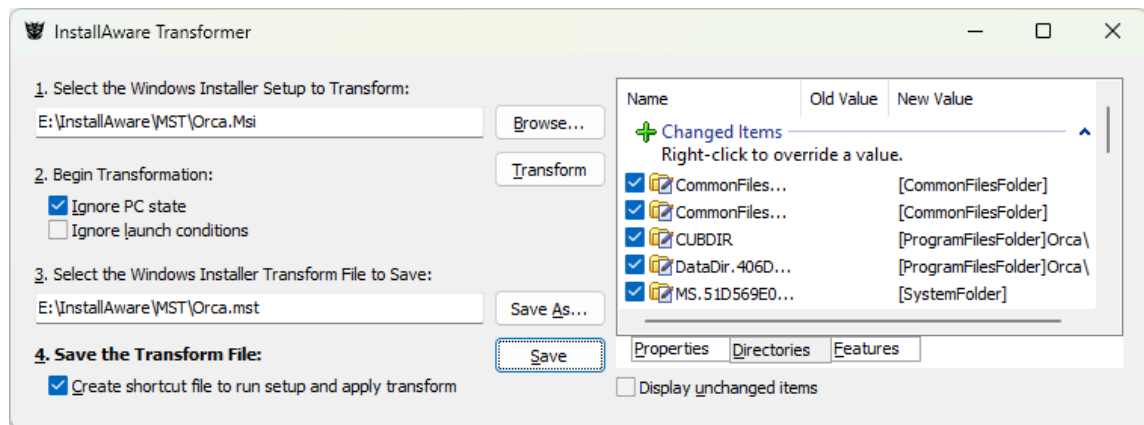 InstallAware Transformer
1. Select the Windows Installer Setup to Transform:
E:\InstallAware\MST\Orca.Msi
Browse...
2. Begin Transformation:
Transform
Ignore PC state
Ignore launch conditions
3. Select the Windows Installer Transform File to Save:
E:\InstallAware\MST\Orca.mst
Save As...
4. Save the Transform File:
Save
Create shortcut file to run setup and apply transform
Name Old Value New Value
Changed Items
Right-click to override a value.
CommonFiles... [CommonFilesFolder]
CommonFiles... [CommonFilesFolder]
CUBDIR [ProgramFilesFolder]Orca\
DataDir.406D... [ProgramFilesFolder]Orca\
MS.51D569E0... [SystemFolder]
Properties Directories Features
Display unchanged items